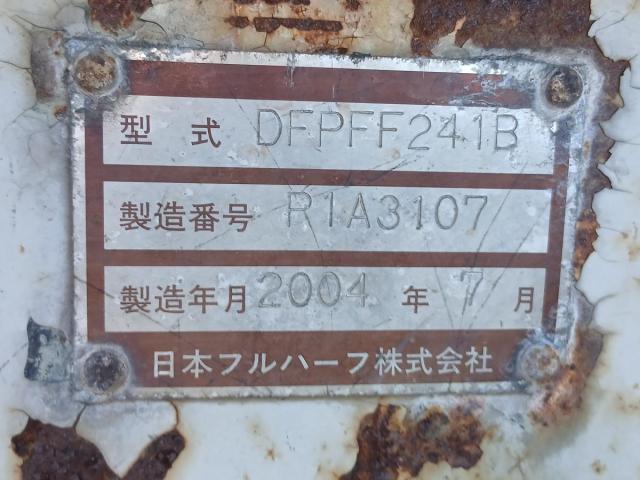 型 式 DFPFF241B
製造番号 R1A3107
製造年月 2004 年 7 月
日本フルハーフ株式会社